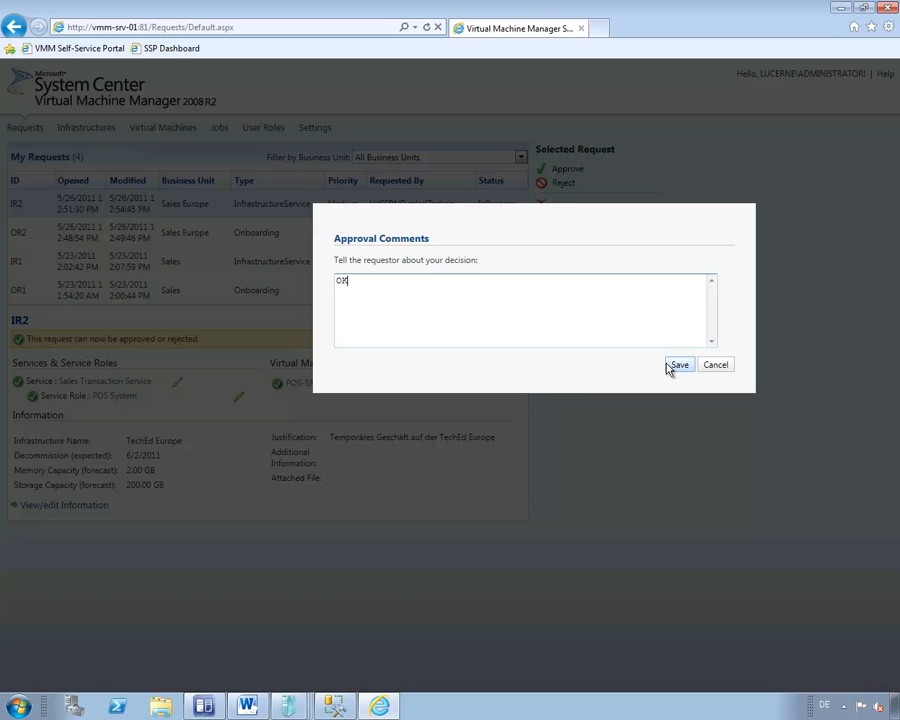 http://vmm-srv-01:81/Requests/Default.aspx
Virtual Machine Manager S...
VMM Self-Service Portal SSP Dashboard
Microsoft
System Center
Virtual Machine Manager 2008 R2
Hello, LUCERNE\ADMINISTRATOR! | Help
Requests Infrastructures Virtual Machines Jobs User Roles Settings
My Requests (4) Filter by Business Unit: All Business Units
Selected Request
Approve
Reject
ID Opened Modified Business Unit Type Priority Requested By Status
IR2 5/26/2011 1 2:51:30 PM 5/26/2011 1 2:54:45 PM Sales Europe InfrastructureService
OR2 5/26/2011 1 2:48:54 PM 5/26/2011 1 2:49:46 PM Sales Europe Onboarding
IR1 5/23/2011 1 2:02:42 PM 5/23/2011 1 2:07:59 PM Sales InfrastructureService
OR1 5/23/2011 1 1:54:20 AM 5/23/2011 1 2:00:44 PM Sales Onboarding
Approval Comments
Tell the requestor about your decision:
OK
Save Cancel
IR2
This request can now be approved or rejected.
Services & Service Roles Virtual Ma
Service : Sales Transaction Service POS-S
Service Role : POS System
Information
Infrastructure Name: TechEd Europe
Decommission (expected): 6/2/2011
Memory Capacity (forecast): 2.00 GB
Storage Capacity (forecast): 200.00 GB
Justification: Temporäres Geschäft auf der TechEd Europe
Additional
Information:
Attached File:
View/edit Information
DE